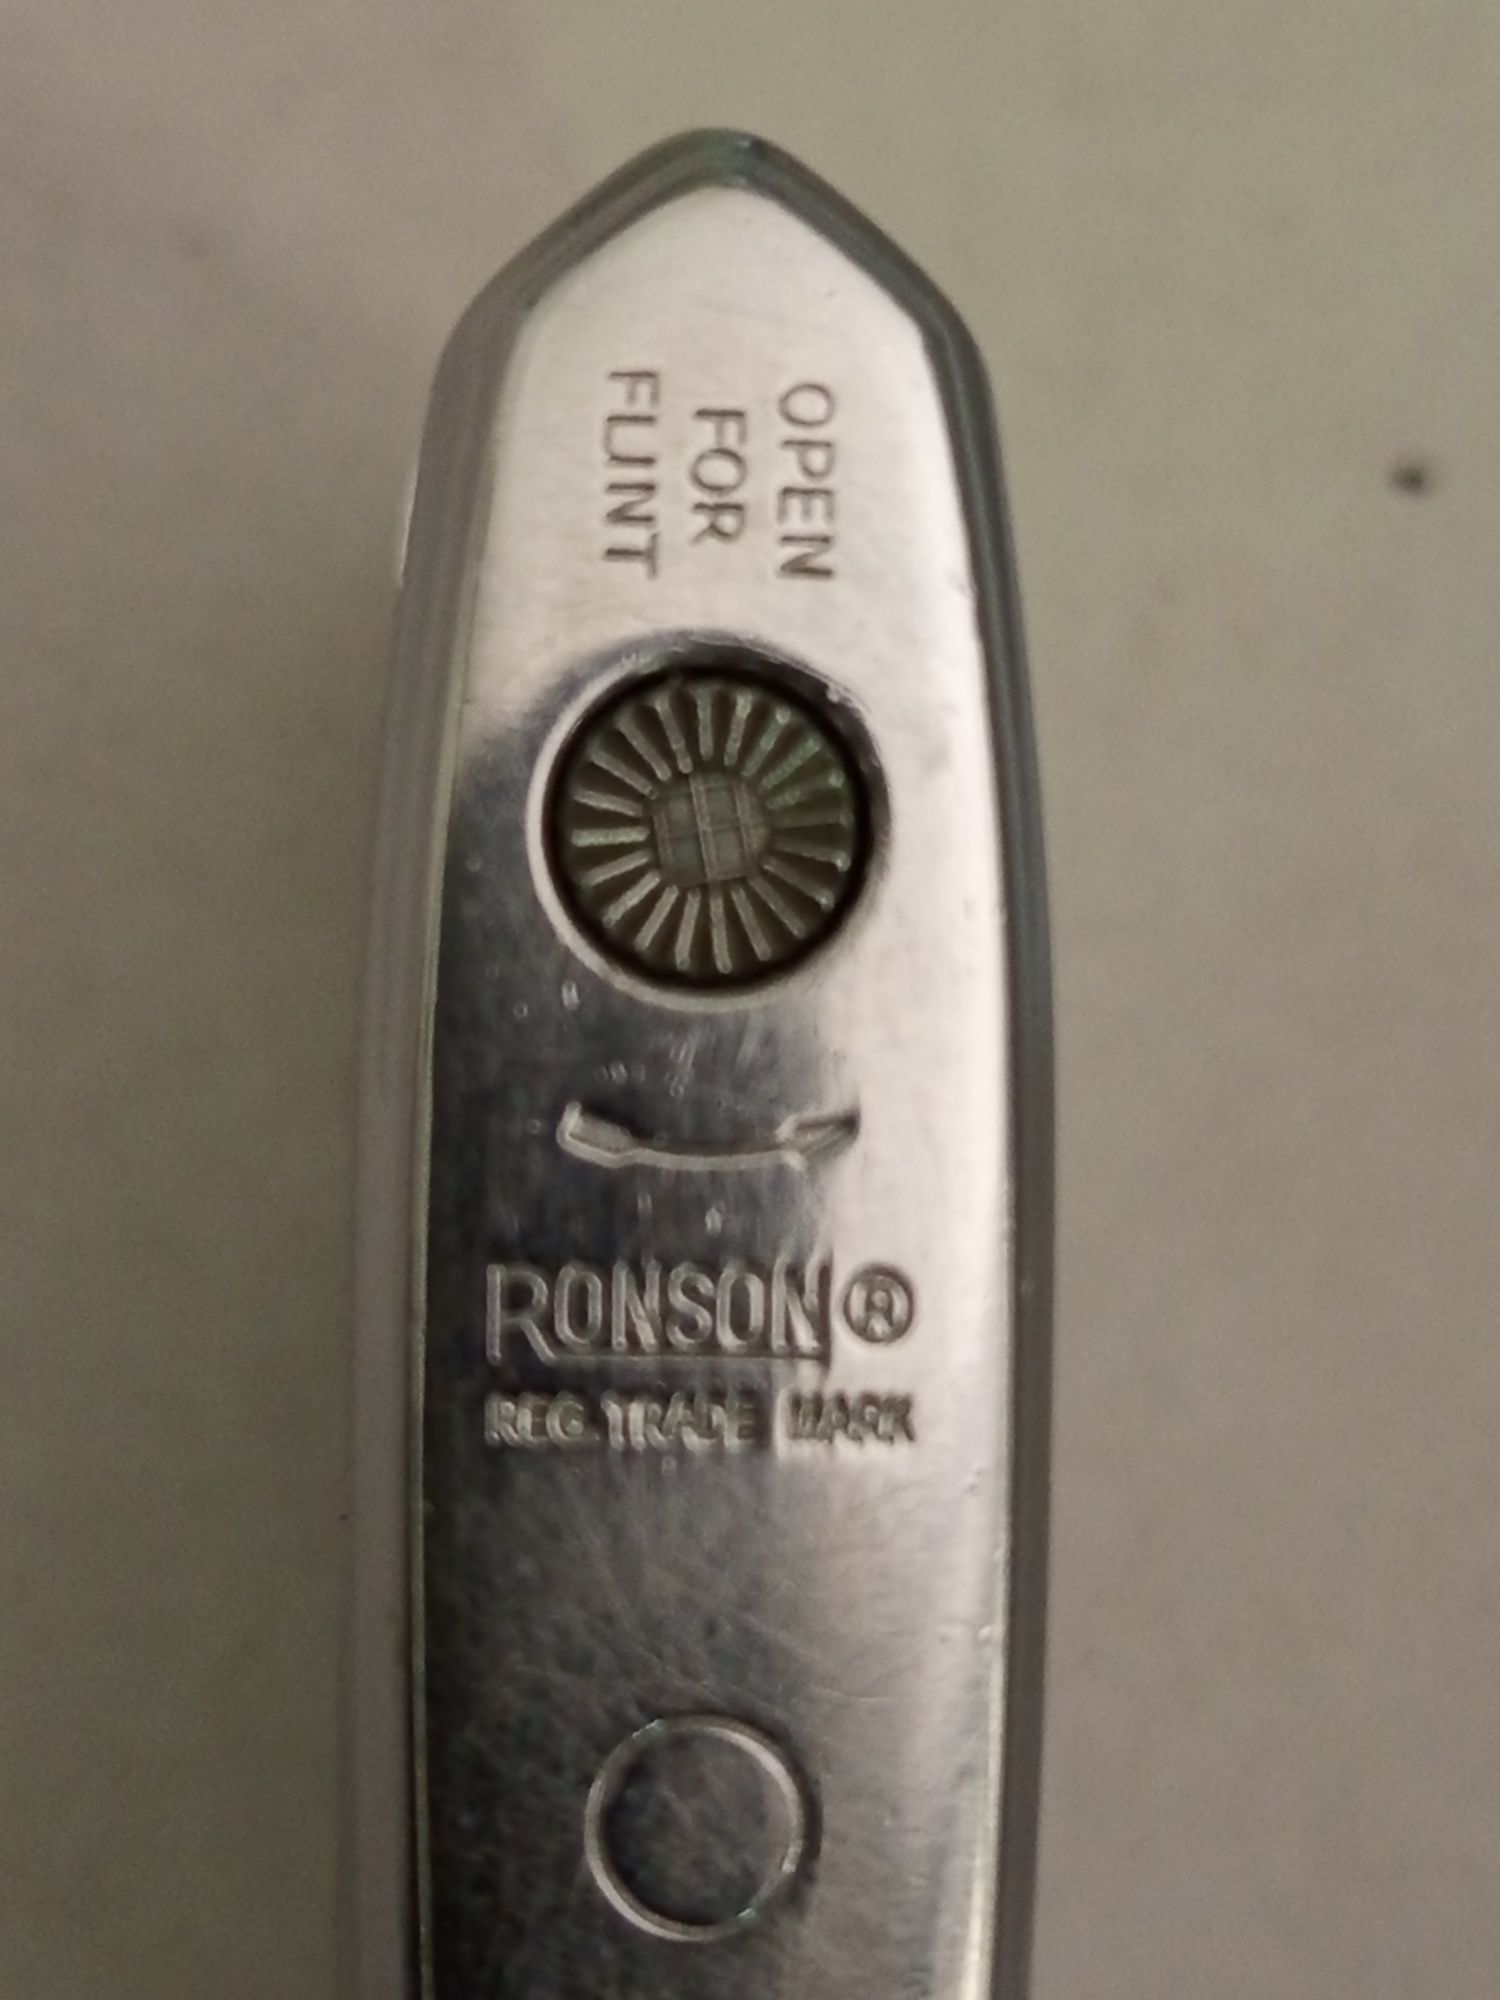 OPEN
FOR
FLINT
RONSON®
REG. TRADE MARK